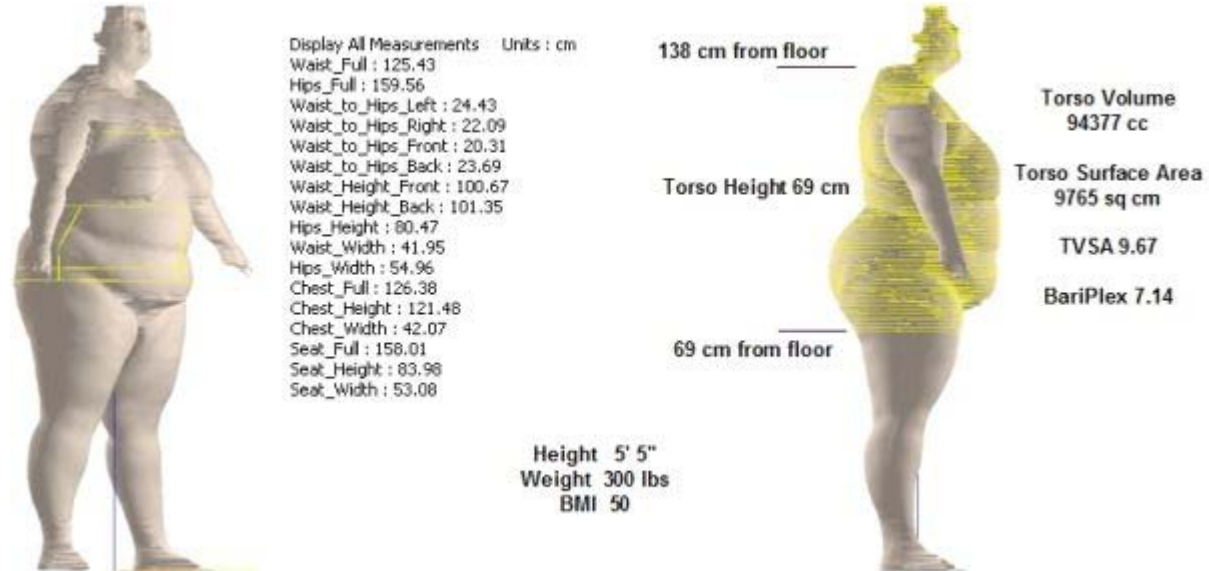 Display All Measurements Units : cm
Waist_Full : 125.43
Hips_Full : 159.56
Waist_to_Hips_Left : 24.43
Waist_to_Hips_Right : 22.09
Waist_to_Hips_Front : 20.31
Waist_to_Hips_Back : 23.69
Waist_Height_Front : 100.67
Waist_Height_Back : 101.35
Hips_Height : 80.47
Waist_Width : 41.95
Hips_Width : 54.96
Chest_Full : 126.38
Chest_Height : 121.48
Chest_Width : 42.07
Seat_Full : 158.01
Seat_Height : 83.98
Seat_Width : 53.08
138 cm from floor
Torso Height 69 cm
69 cm from floor
Torso Volume
94377 cc
Torso Surface Area
9765 sq cm
TVSA 9.67
BariPlex 7.14
Height 5' 5"
Weight 300 lbs
BMI 50